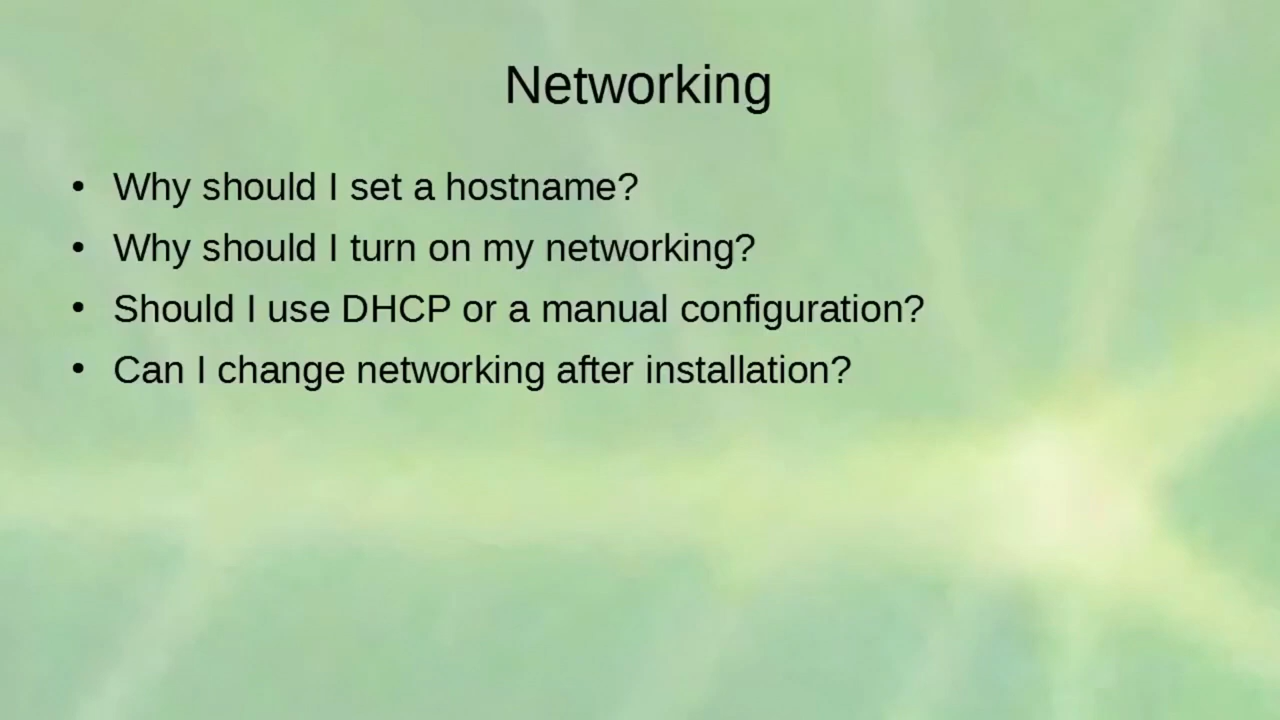 Networking
• Why should I set a hostname?
• Why should I turn on my networking?
• Should I use DHCP or a manual configuration?
• Can I change networking after installation?